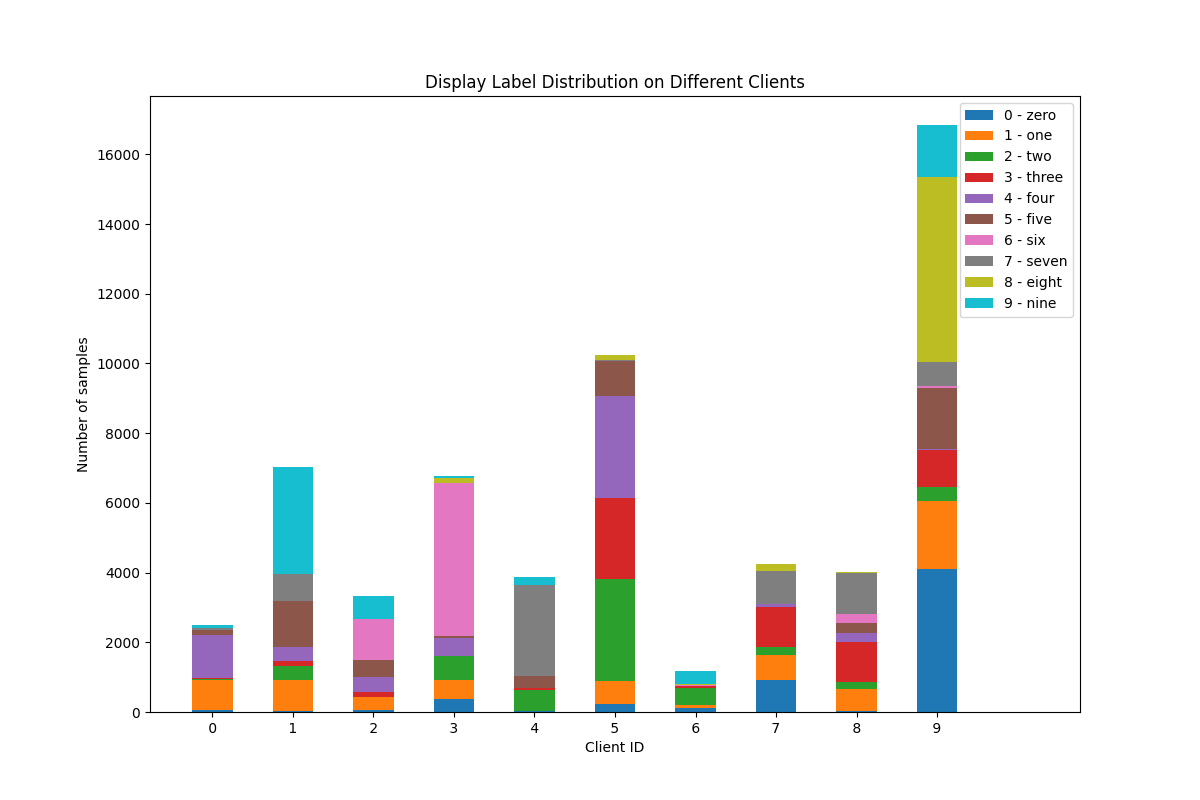 Display Label Distribution on Different Clients
Number of samples
16000
14000
12000
10000
8000
6000
4000
2000
0
0 - zero
1 - one
2 - two
3 - three
4 - four
5 - five
6 - six
7 - seven
8 - eight
9 - nine
0 1 2 3 4 5 6 7 8 9
Client ID